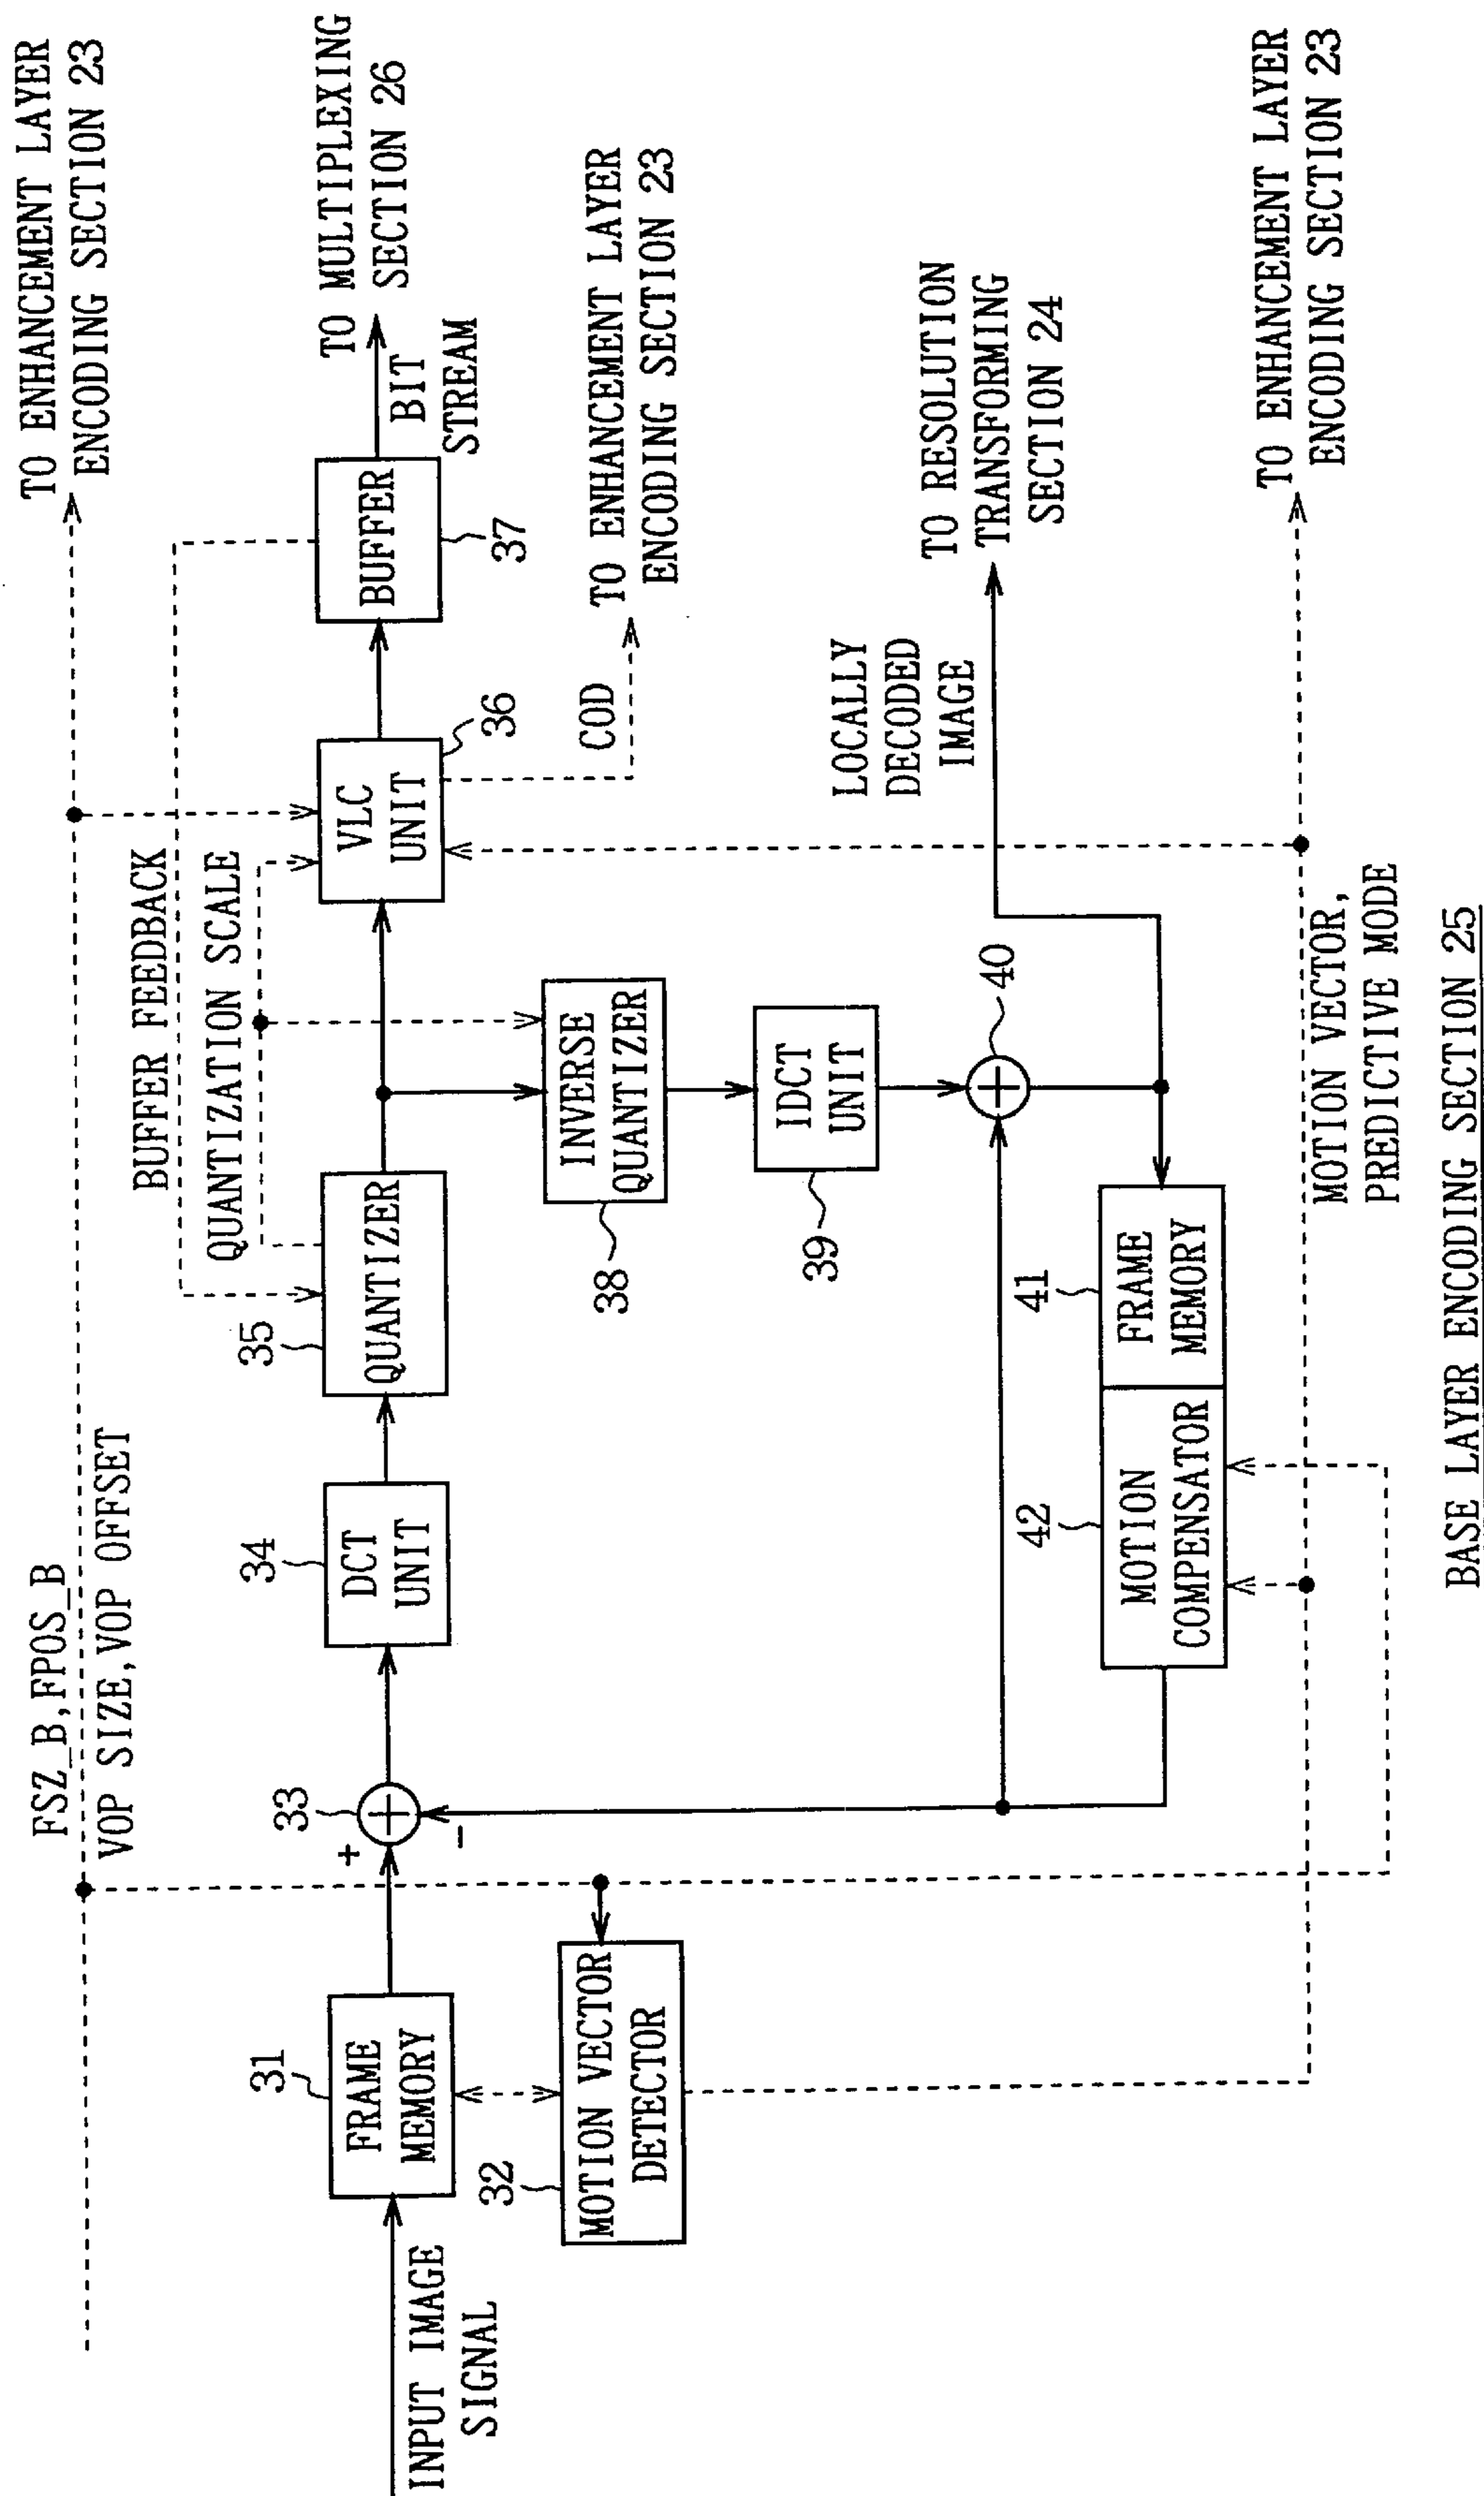 FSZ_B,FPOS_B
VOP SIZE,VOP OFFSET
TO ENHANCEMENT LAYER
ENCODING SECTION 23
BUFFER FEEDBACK
QUANTIZATION SCALE
INPUT IMAGE
SIGNAL
31
FRAME
MEMORY
33
+
−
34
DCT
UNIT
35
QUANTIZER
VLC
UNIT
36
BUFFER
37
BIT
STREAM
TO MULTIPLEXING
SECTION 26
COD
TO ENHANCEMENT LAYER
ENCODING SECTION 23
32
MOTION VECTOR
DETECTOR
INVERSE
QUANTIZER
38
IDCT
UNIT
39
40
LOCALLY
DECODED
IMAGE
TO RESOLUTION
TRANSFORMING
SECTION 24
42
MOTION
COMPENSATOR
41
FRAME
MEMORY
MOTION VECTOR,
PREDICTIVE MODE
TO ENHANCEMENT LAYER
ENCODING SECTION 23
BASE LAYER ENCODING SECTION 25